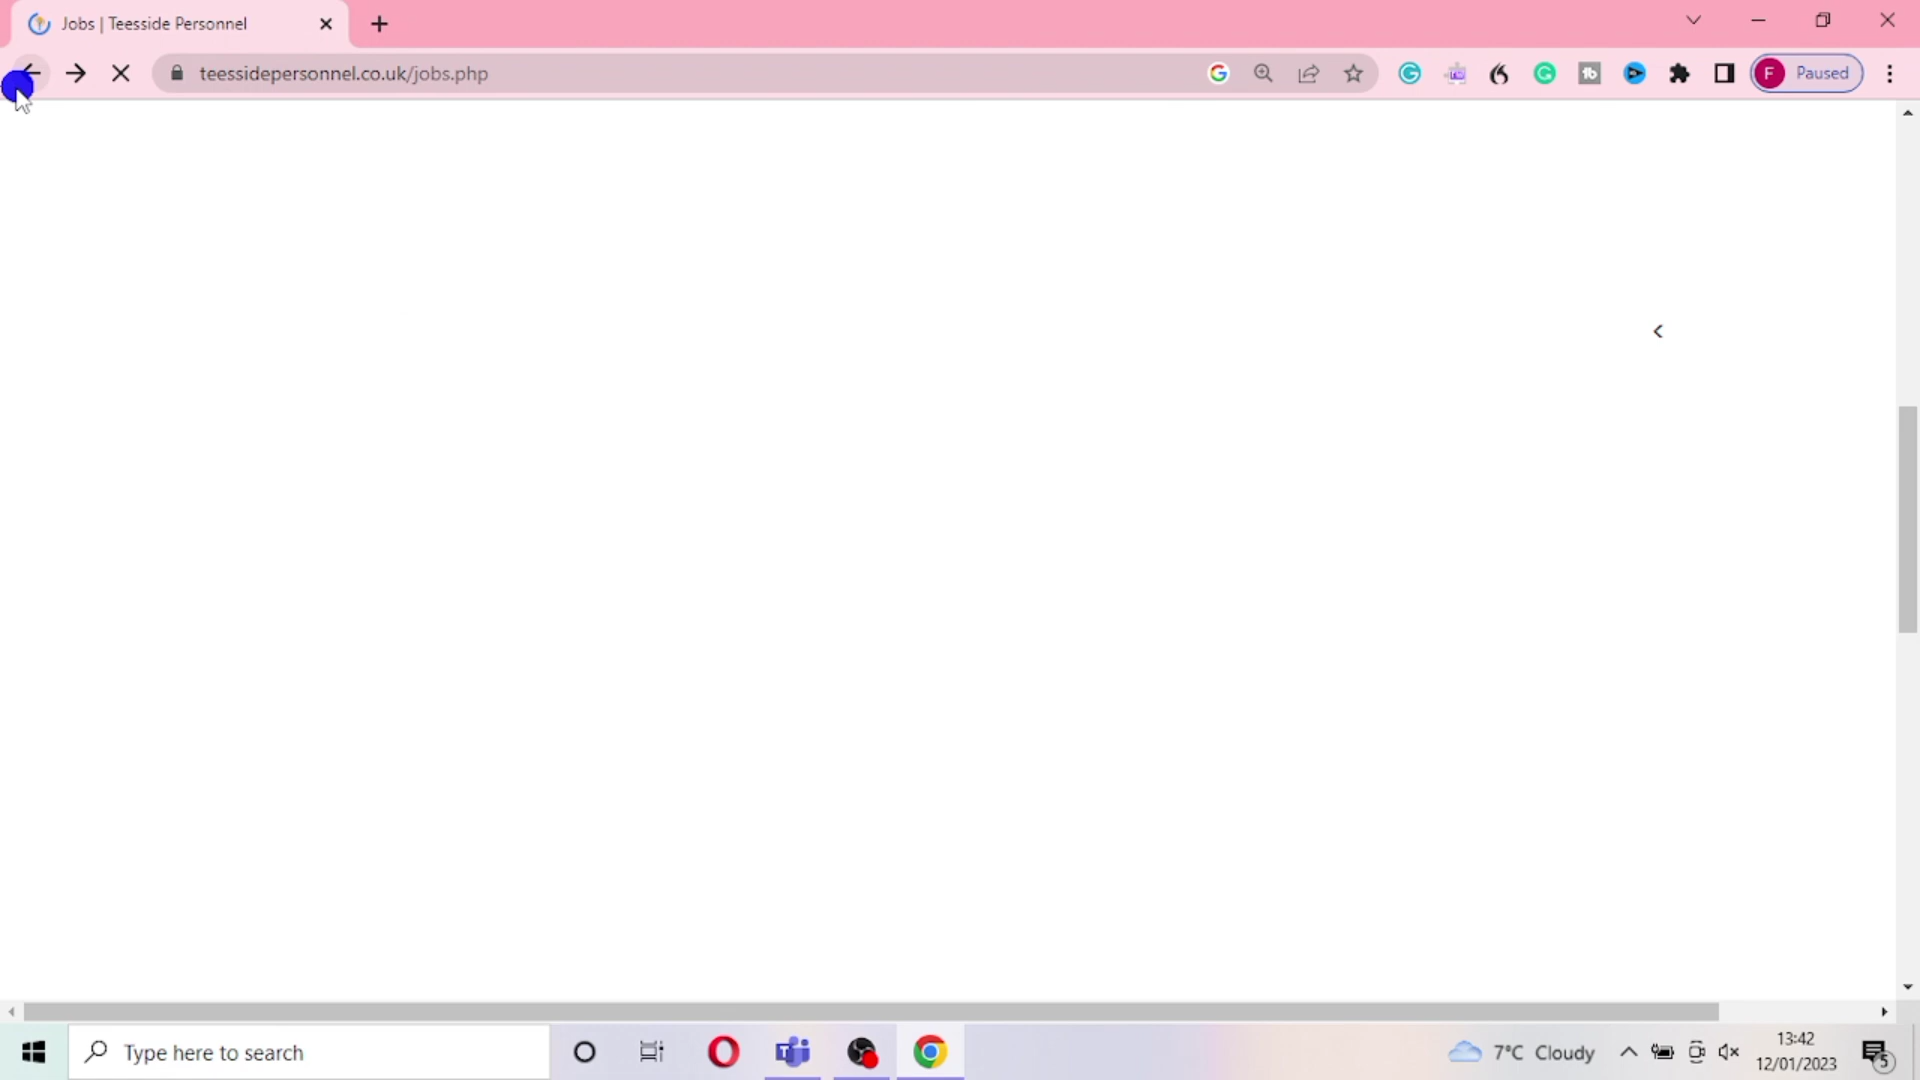 Jobs | Teesside Personnel
teessidepersonnel.co.uk/jobs.php
F Paused
<
Type here to search
7°C Cloudy
13:42
12/01/2023
5